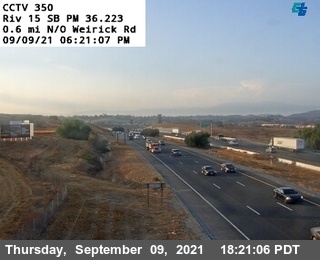 CCTV 350
Riv 15 SB PM 36.223
0.6 mi N/O Weirick Rd
09/09/21 06:21:07 PM
Thursday, September 09, 2021 18:21:06 PDT